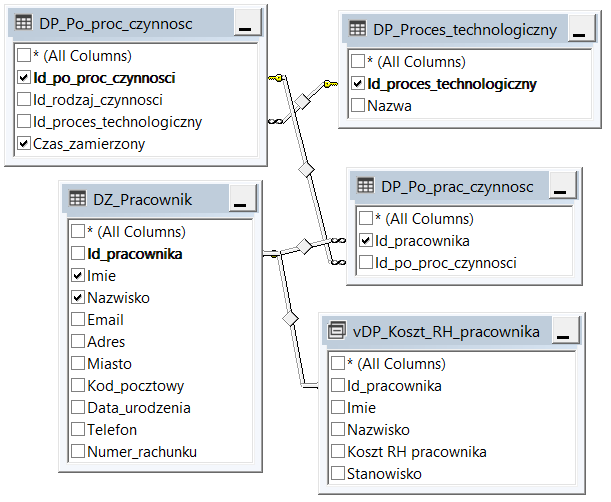 DP_Po_proc_czynnosc
* (All Columns)
Id_po_proc_czynnosci
Id_rodzaj_czynnosci
Id_proces_technologiczny
Czas_zamierzony
DP_Proces_technologiczny
* (All Columns)
Id_proces_technologiczny
Nazwa
DZ_Pracownik
* (All Columns)
Id_pracownika
Imie
Nazwisko
Email
Adres
Miasto
Kod_pocztowy
Data_urodzenia
Telefon
Numer_rachunku
DP_Po_prac_czynnosc
* (All Columns)
Id_pracownika
Id_po_proc_czynnosci
vDP_Koszt_RH_pracownika
* (All Columns)
Id_pracownika
Imie
Nazwisko
Koszt RH pracownika
Stanowisko